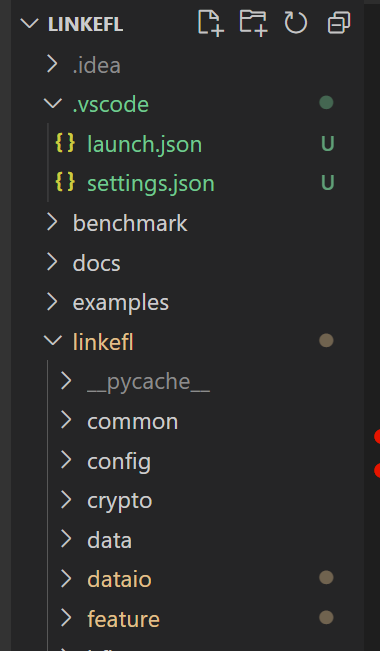 LINKEFL
.idea
.vscode
{} launch.json U
{} settings.json U
benchmark
docs
examples
linkefl
__pycache__
common
config
crypto
data
dataio
feature